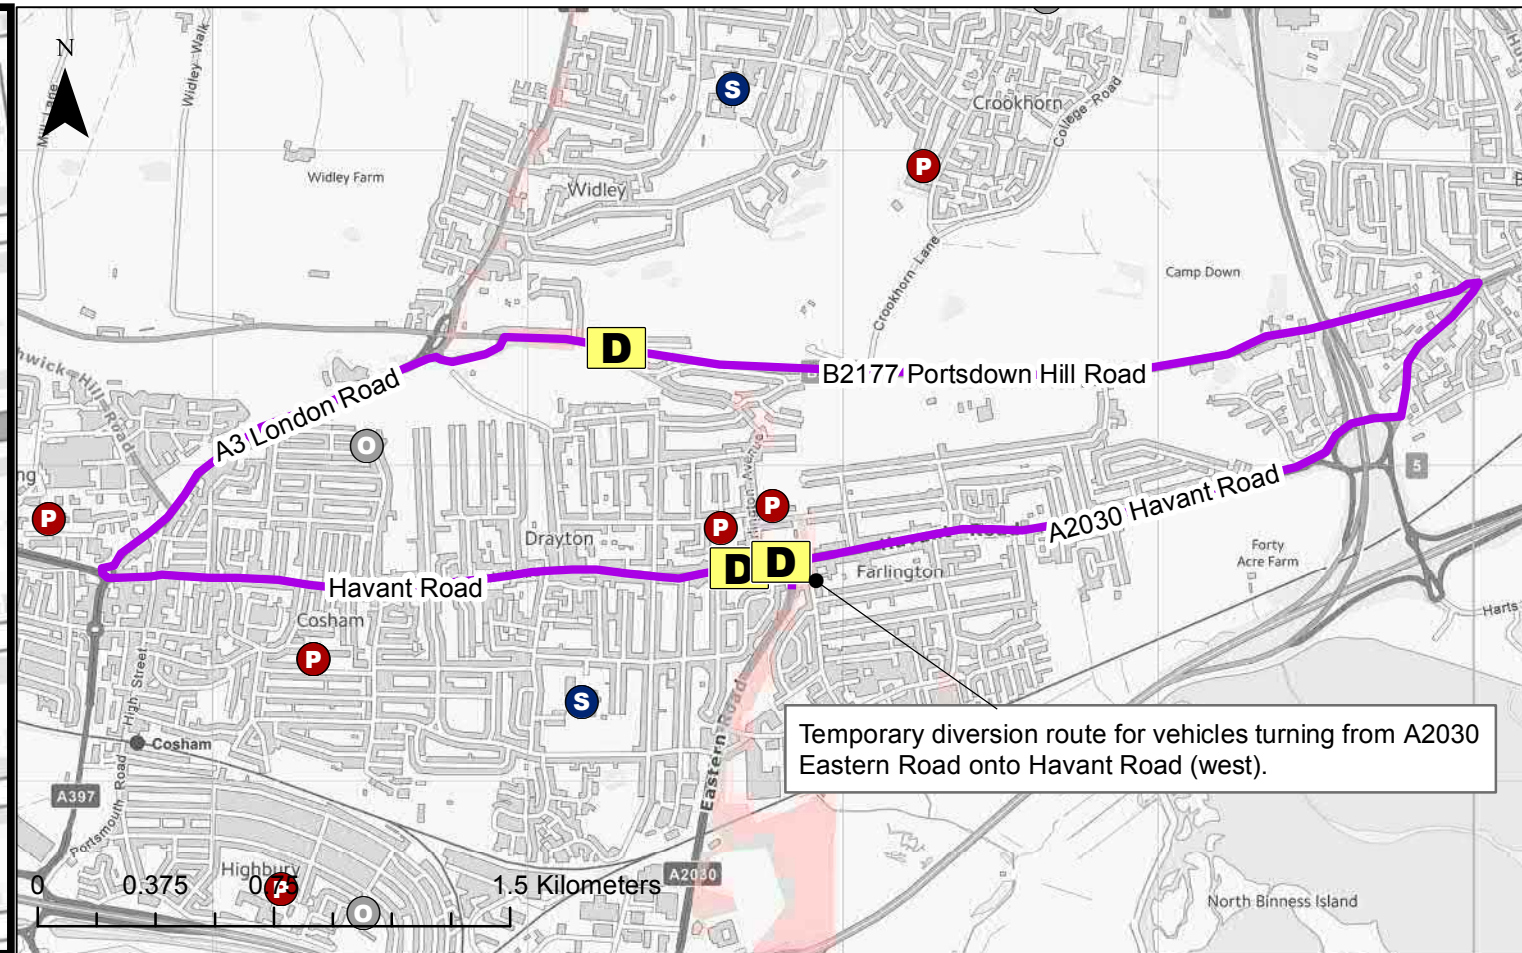 N
Mill Lane
Widley Walk
S
Crookhorn
College Road
P
Widley Farm
Widley
Camp Down
Crookhorn Lane
D
B2177 Portsdown Hill Road
A3 London Road
O
5
P
P
P
A2030 Havant Road
Drayton
D
D
Farlington
Forty
Acre Farm
Havant Road
Cosham
Harts
P
High Street
S
Temporary diversion route for vehicles turning from A2030
Eastern Road onto Havant Road (west).
Cosham
Eastern Road
A397
Portsmouth Road
Highbury
A2030
P
0 0.375 0.75 1.5 Kilometers
O
North Binness Island